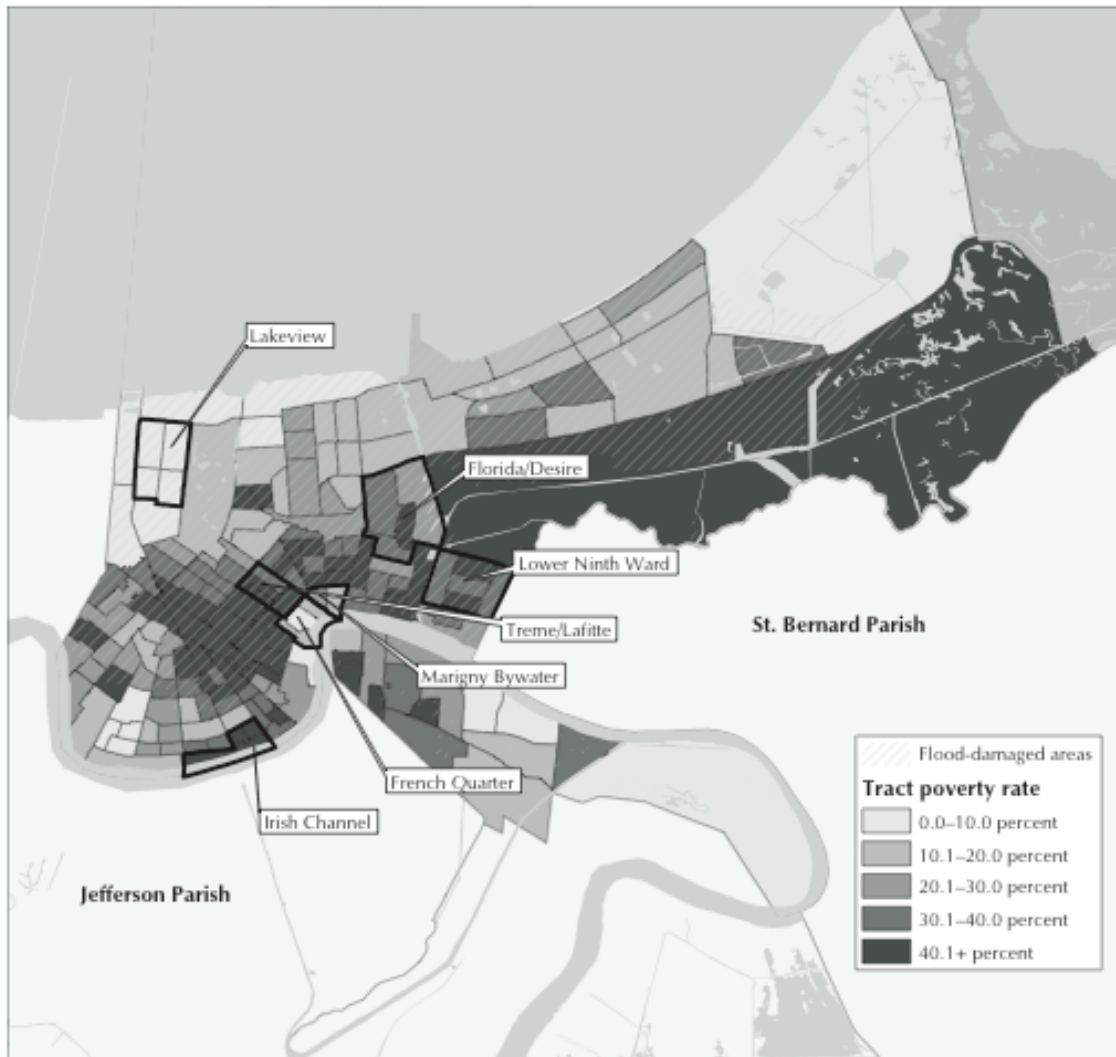 Lakeview
Florida/Desire
Lower Ninth Ward
Treme/Lafitte
St. Bernard Parish
Marigny Bywater
French Quarter
Irish Channel
Jefferson Parish
Flood-damaged areas
Tract poverty rate
0.0–10.0 percent
10.1–20.0 percent
20.1–30.0 percent
30.1–40.0 percent
40.1+ percent